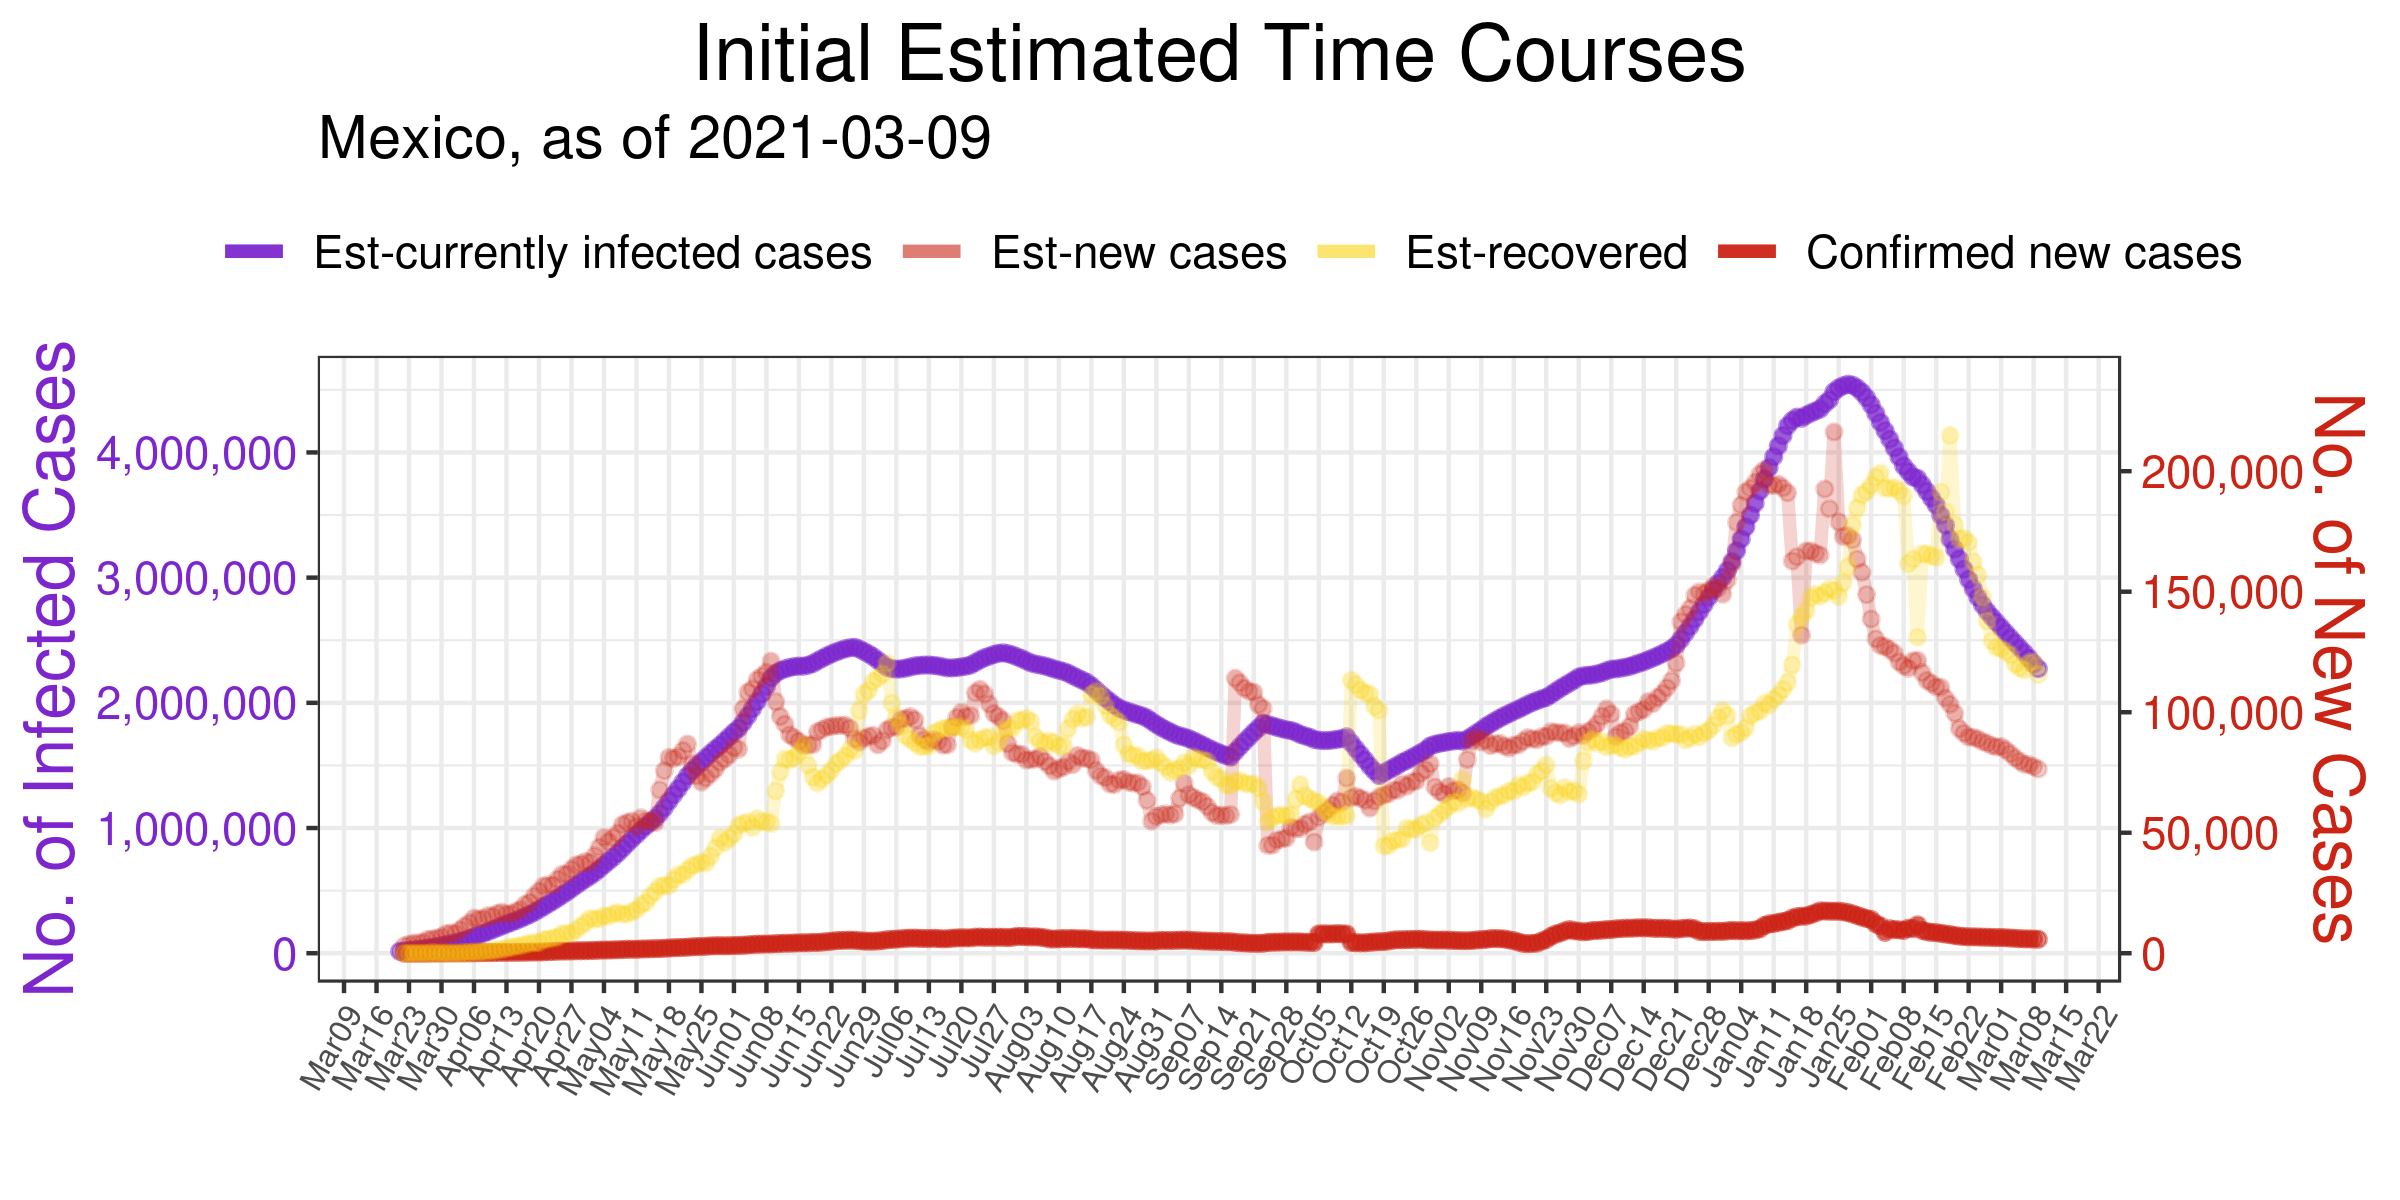 Initial Estimated Time Courses
Mexico, as of 2021-03-09
Est-currently infected cases Est-new cases Est-recovered Confirmed new cases
No. of Infected Cases
4,000,000
3,000,000
2,000,000
1,000,000
0
No. of New Cases
200,000
150,000
100,000
50,000
0
Mar09 Mar16 Mar23 Mar30 Apr06 Apr13 Apr20 Apr27 May04 May11 May18 May25 Jun01 Jun08 Jun15 Jun22 Jun29 Jul06 Jul13 Jul20 Jul27 Aug03 Aug10 Aug17 Aug24 Aug31 Sep07 Sep14 Sep21 Sep28 Oct05 Oct12 Oct19 Oct26 Nov02 Nov09 Nov16 Nov23 Nov30 Dec07 Dec14 Dec21 Dec28 Jan04 Jan11 Jan18 Jan25 Feb01 Feb08 Feb15 Feb22 Mar01 Mar08 Mar15 Mar22